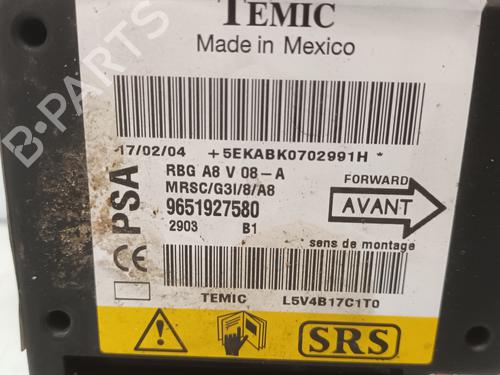 TEMIC
Made in Mexico
17/02/04 +5EKABK0702991H *
RBG A8 V 08-A
MRSC/G3I/8/A8
9651927580
2903 B1
PSA
CE
FORWARD
AVANT
sens de montage
TEMIC L5V4B17C1T0
SRS
B-PARTS